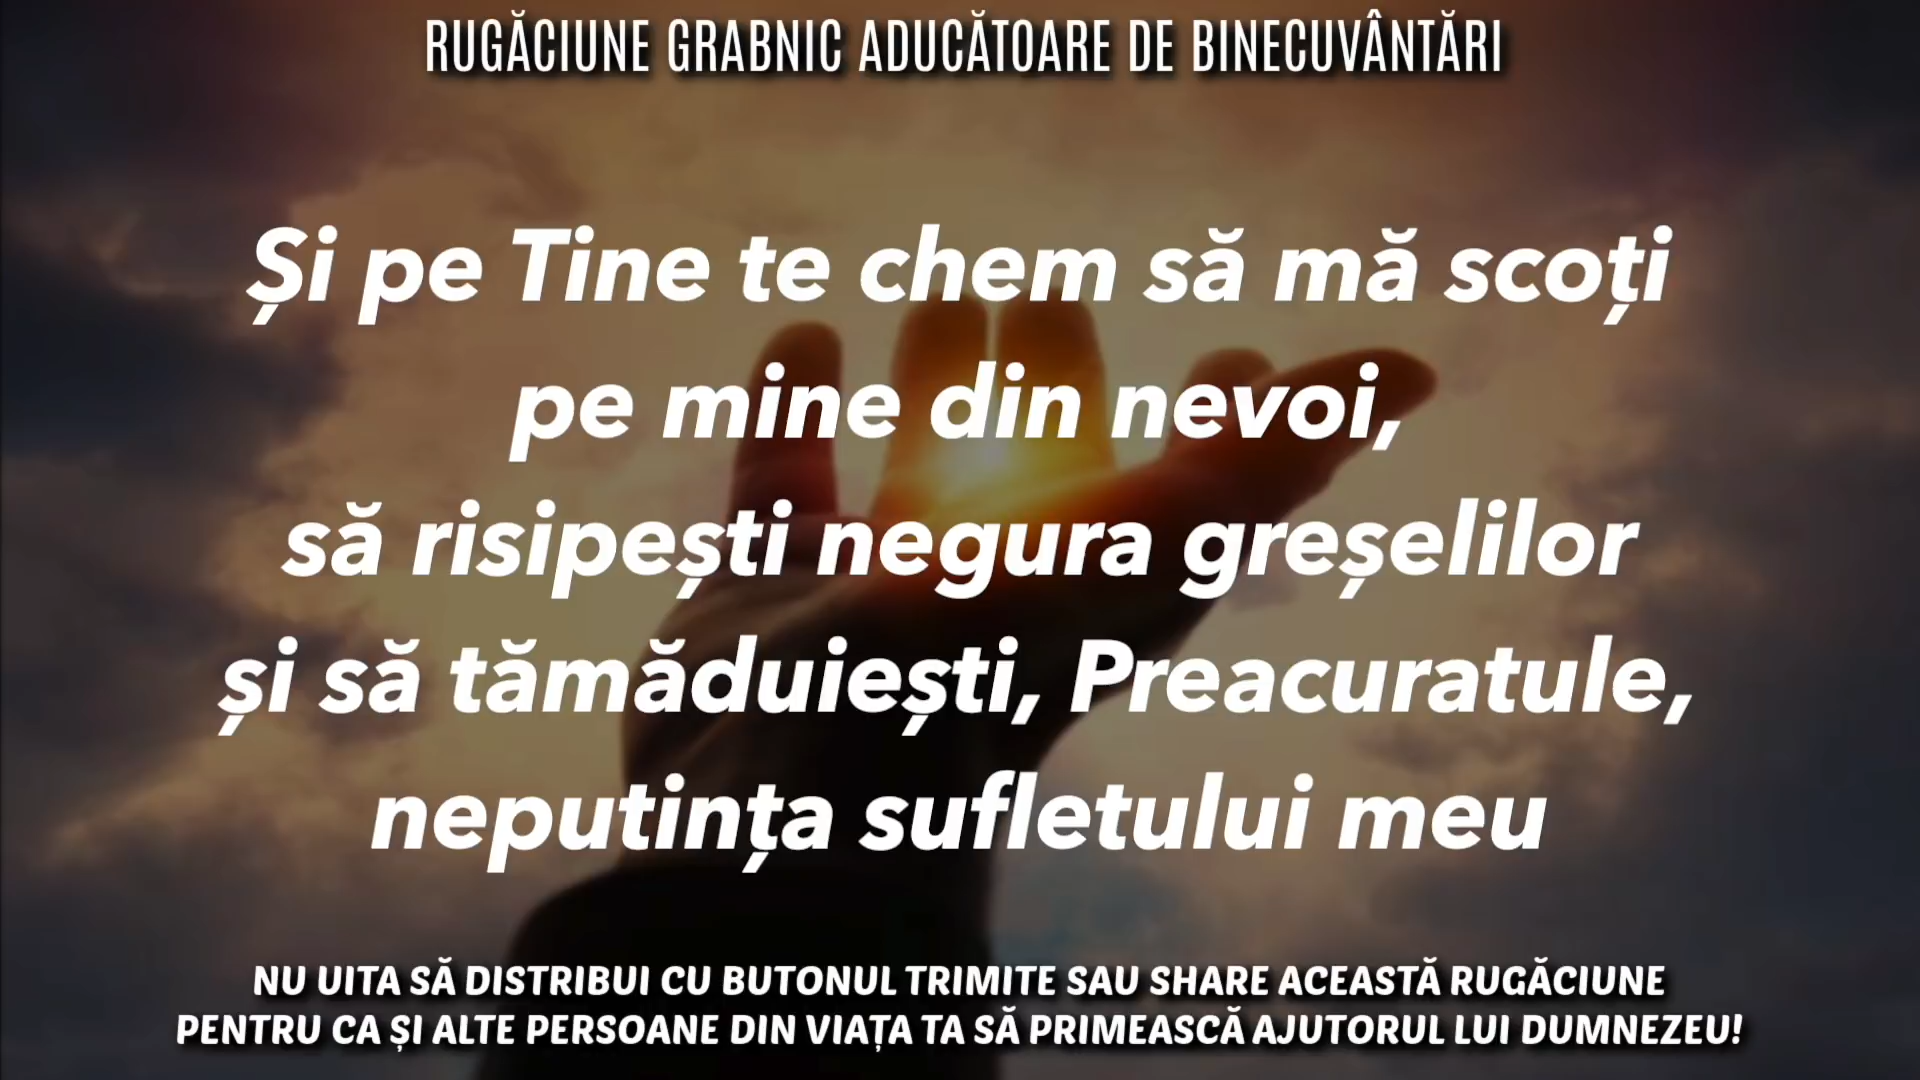 RUGĂCIUNE GRABNIC ADUCĂTOARE DE BINECUVÂNTĂRI
Și pe Tine te chem să mă scoți
pe mine din nevoi,
să risipești negura greșelilor
și să tămăduiești, Preacuratule,
neputința sufletului meu
NU UITA SĂ DISTRIBUI CU BUTONUL TRIMITE SAU SHARE ACEASTĂ RUGĂCIUNE
PENTRU CA ȘI ALTE PERSOANE DIN VIAȚA TA SĂ PRIMEASCĂ AJUTORUL LUI DUMNEZEU!